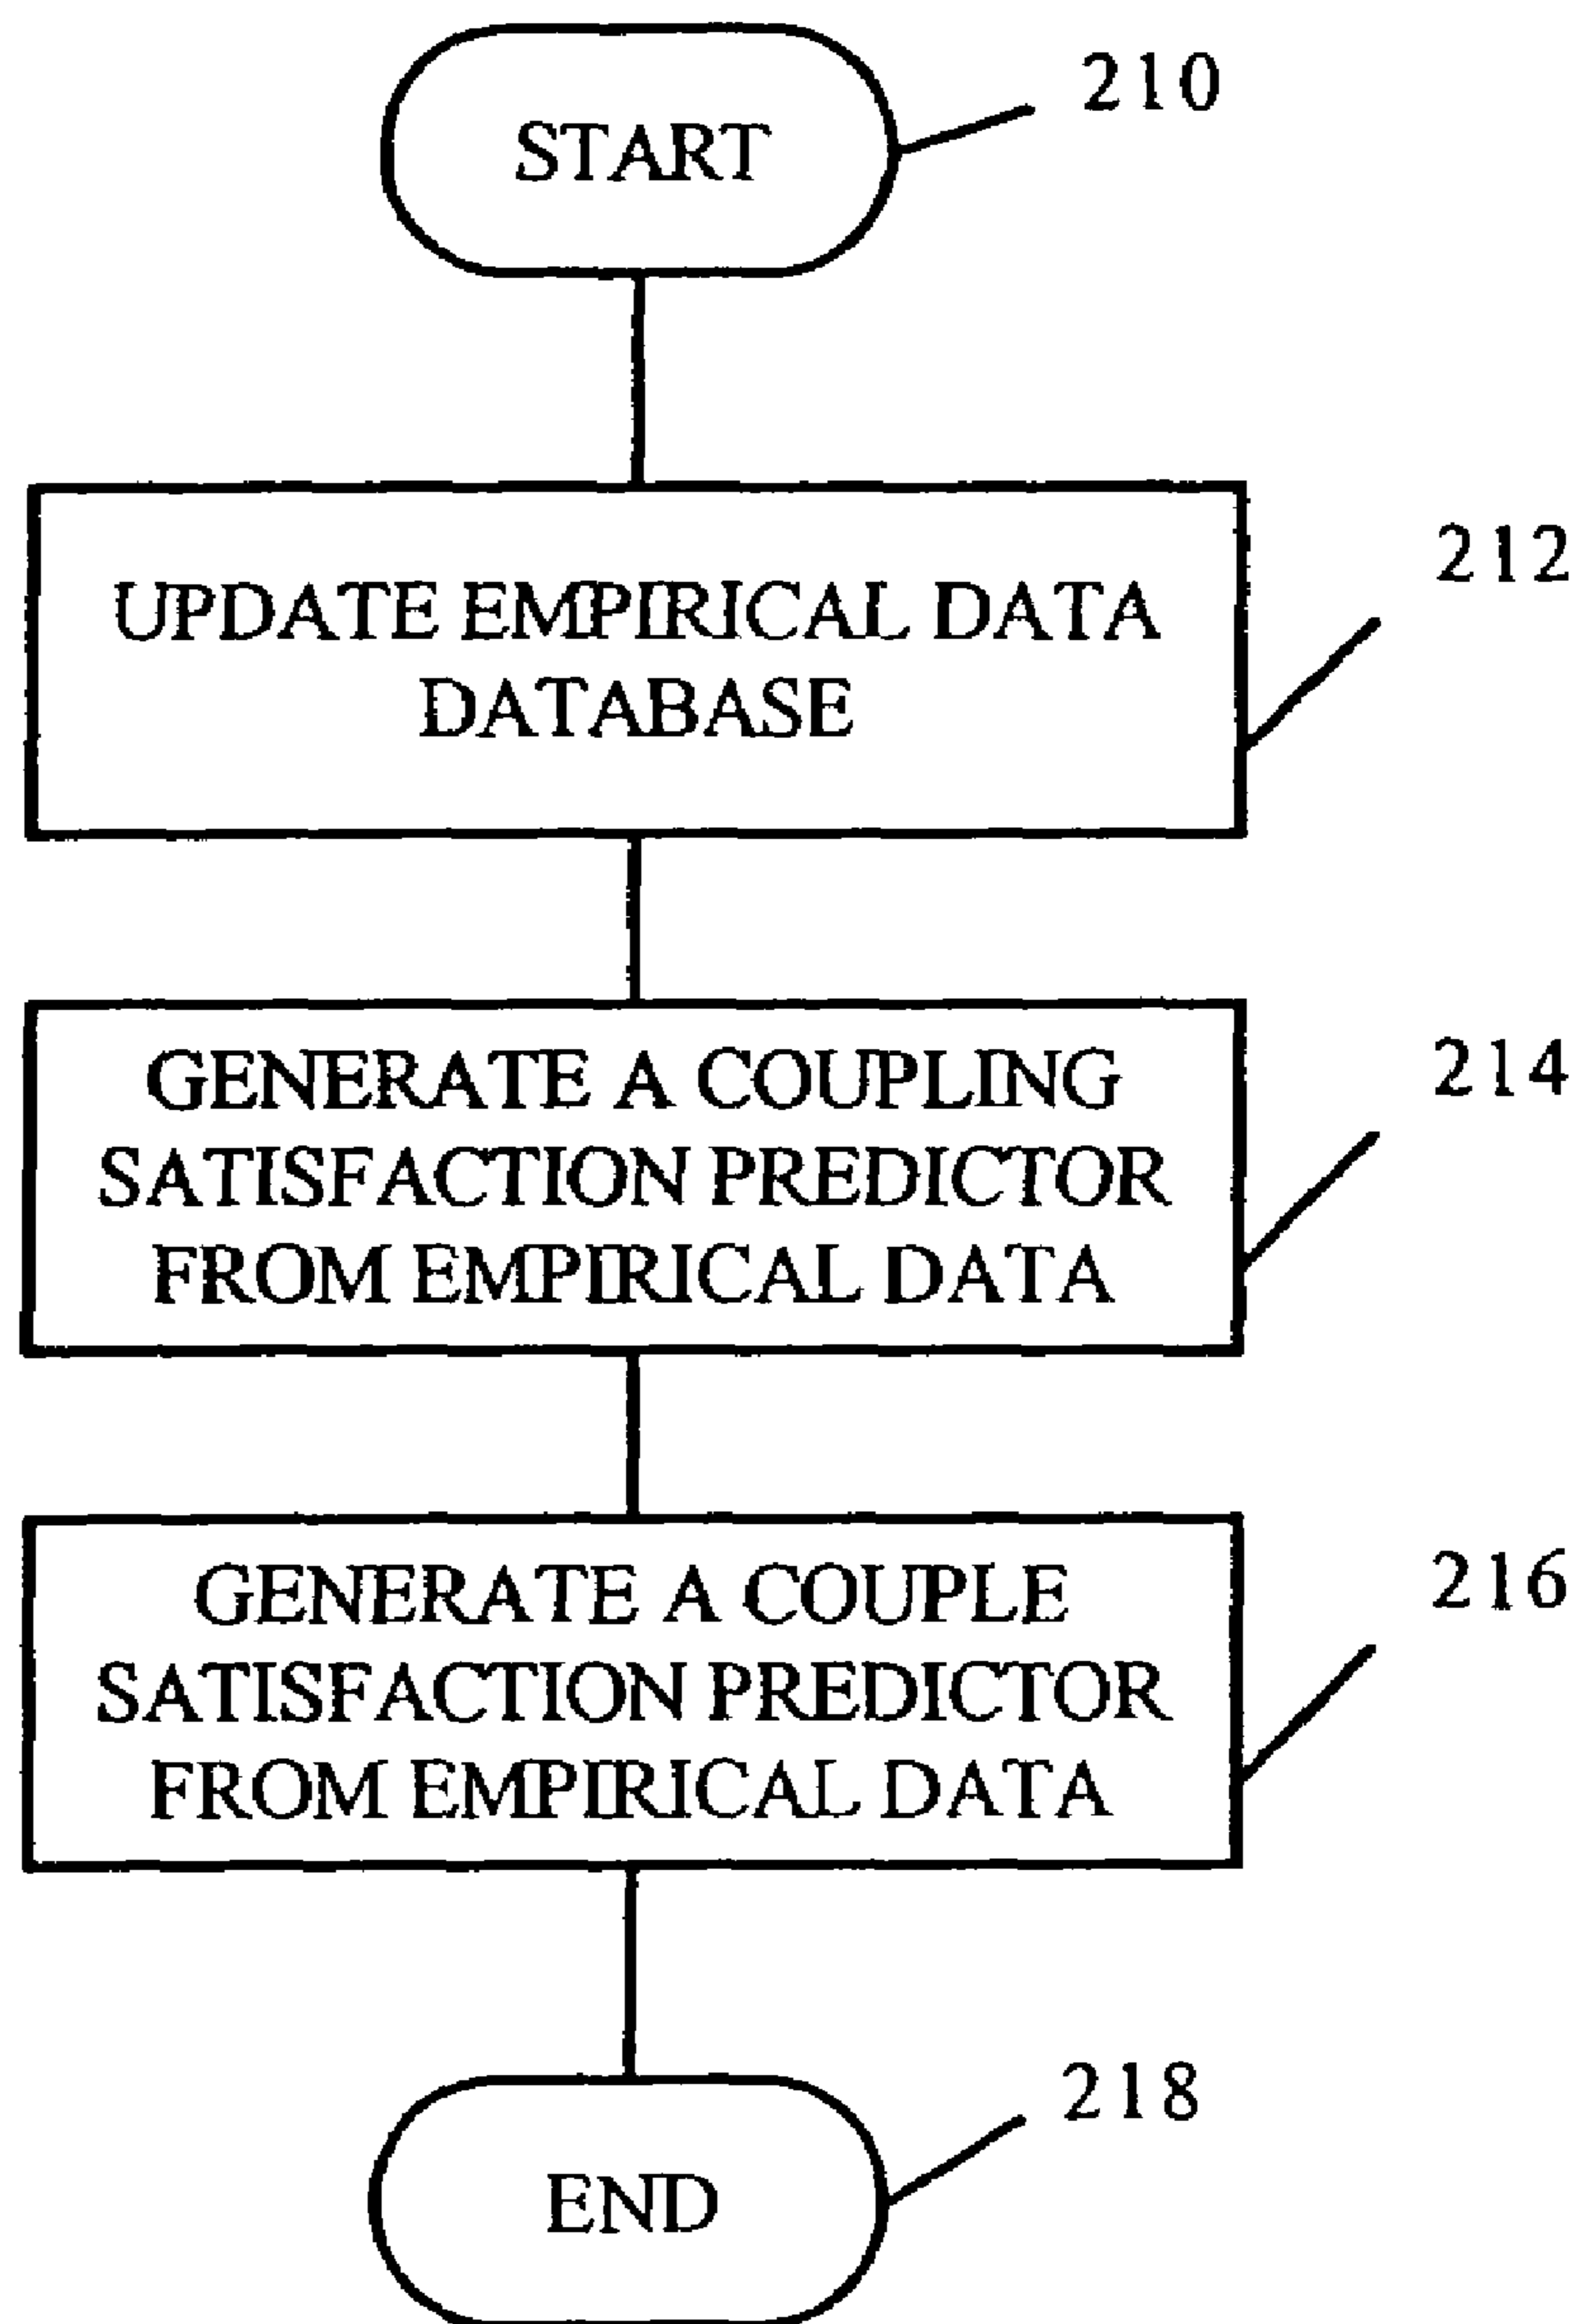 START
210
UPDATE EMPIRICAL DATA
DATABASE
212
GENERATE A COUPLING
SATISFACTION PREDICTOR
FROM EMPIRICAL DATA
214
GENERATE A COUPLE
SATISFACTION PREDICTOR
FROM EMPIRICAL DATA
216
END
218